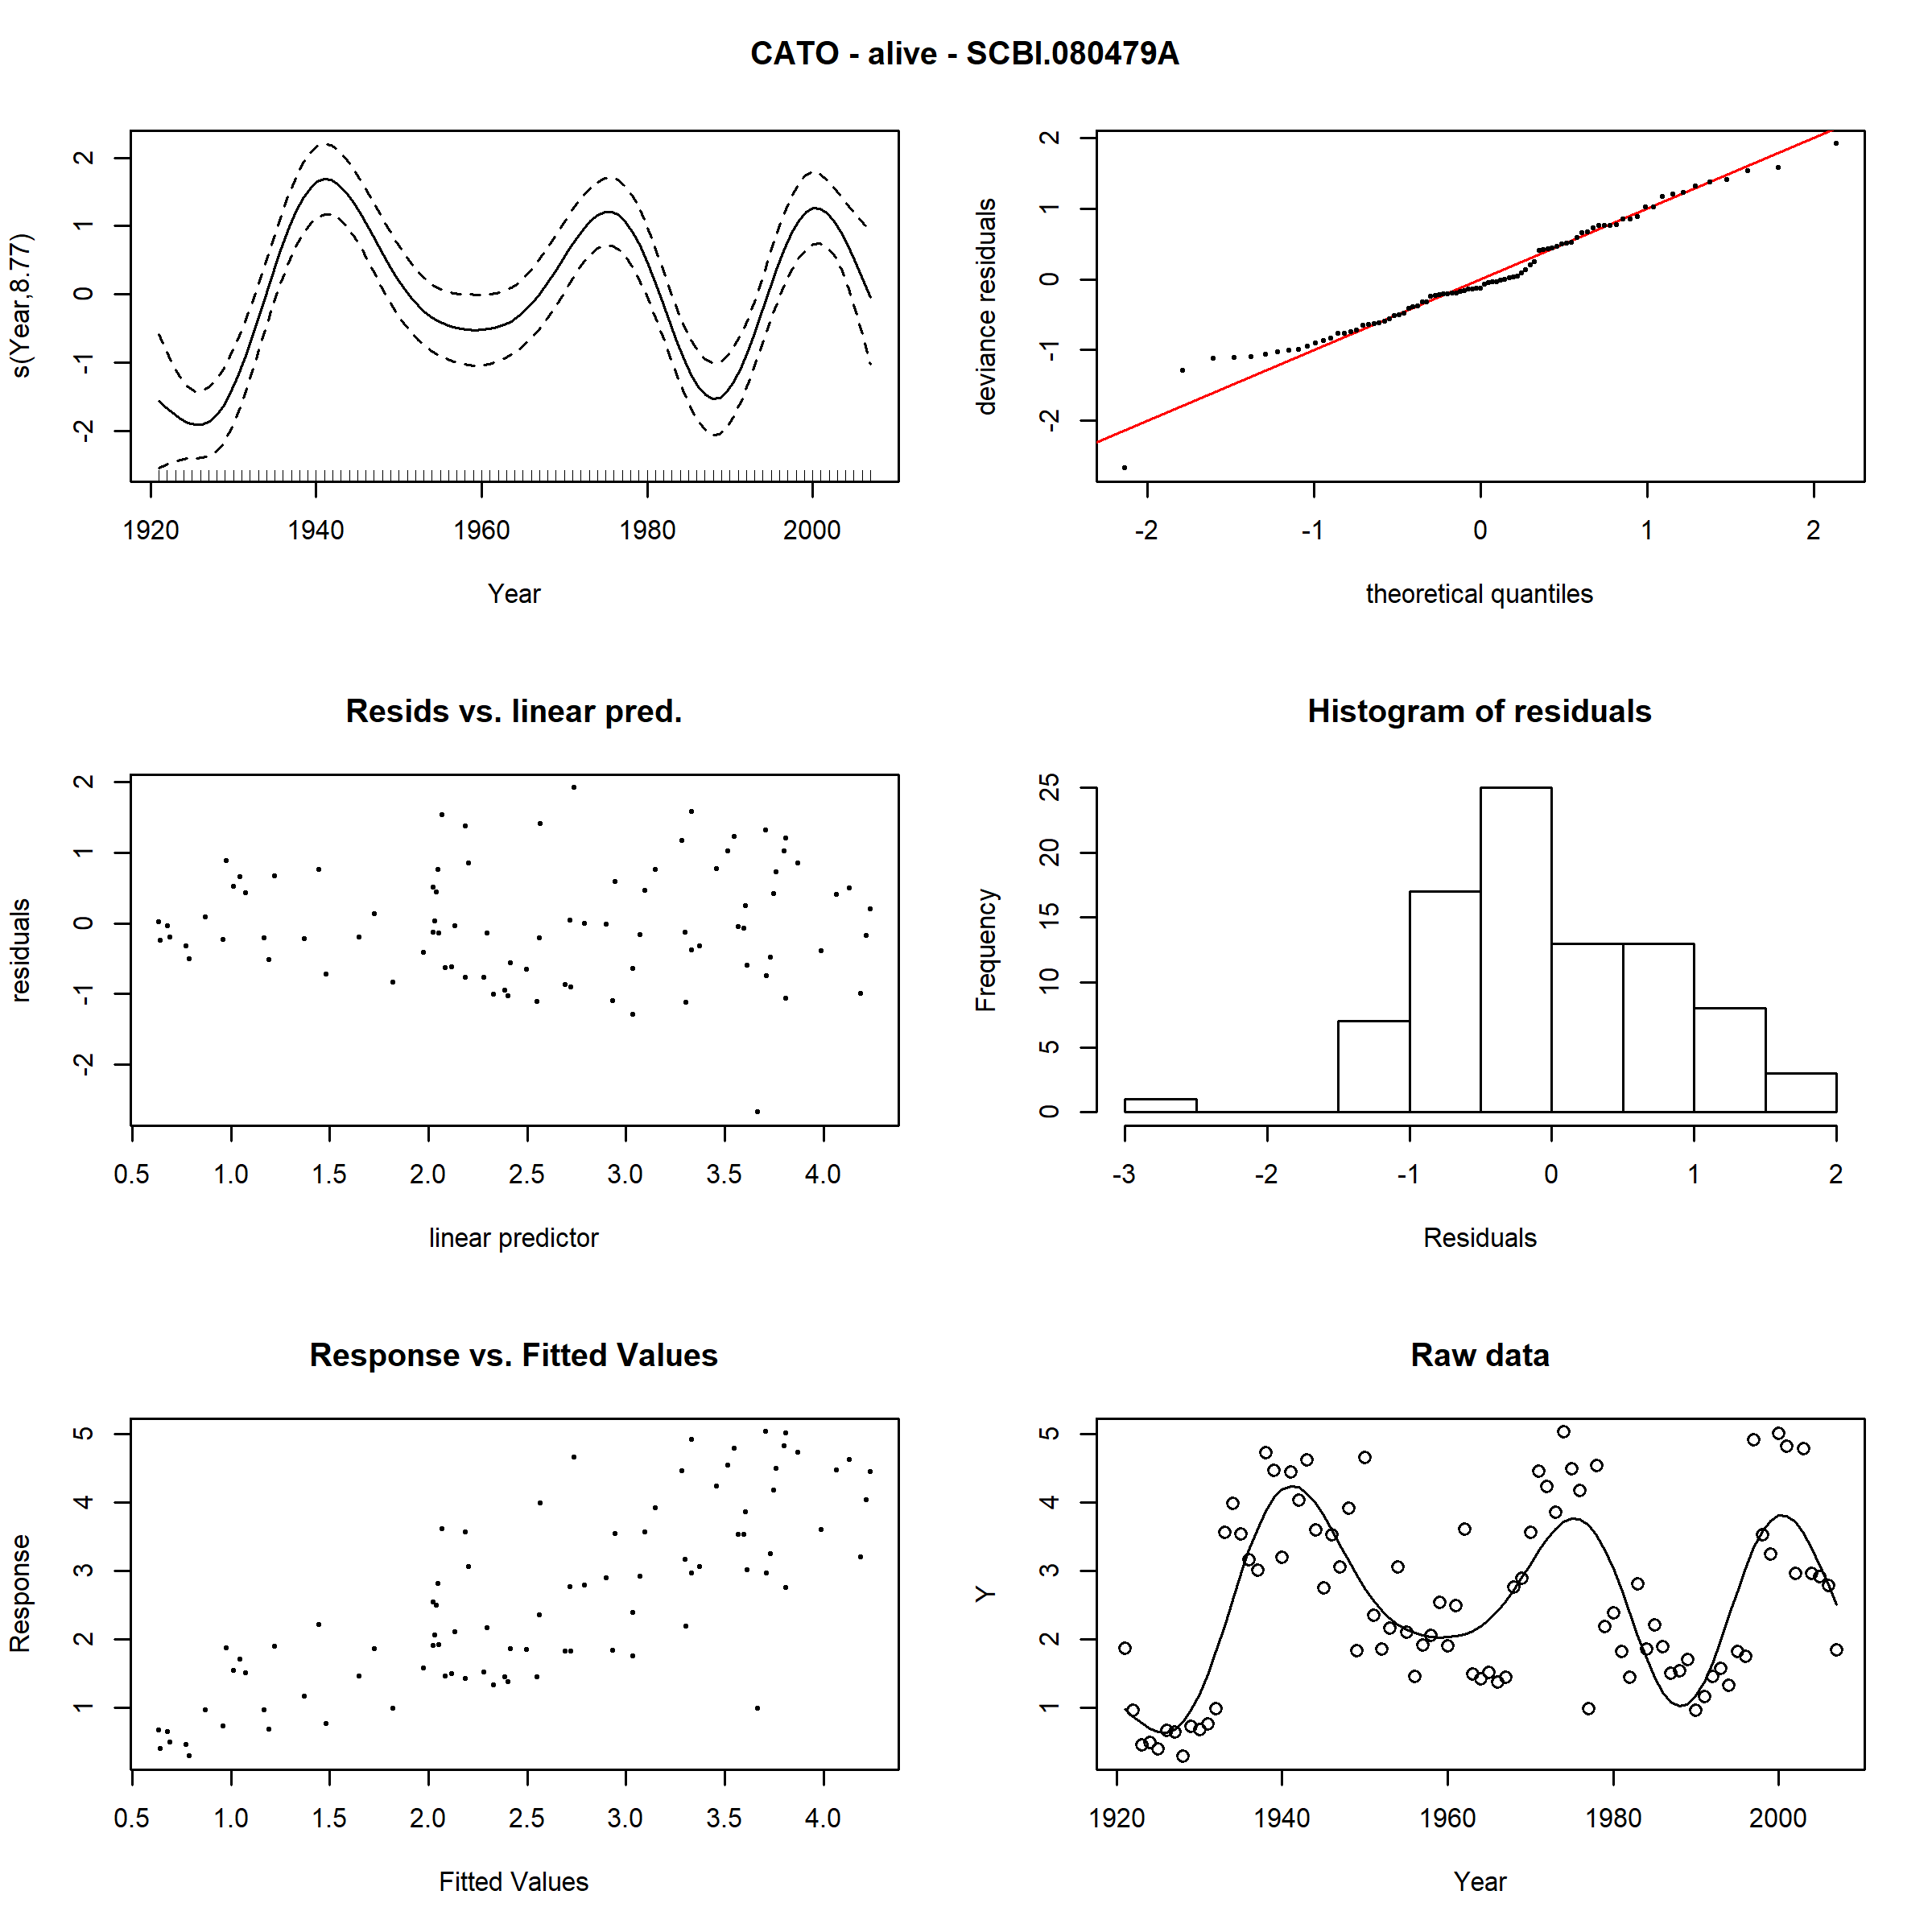 CATO - alive - SCBI.080479A
s(Year,8.77)
2
1
0
-1
-2
1920 1940 1960 1980 2000
Year
deviance residuals
2
1
0
-1
-2
-2 -1 0 1 2
theoretical quantiles
Resids vs. linear pred.
residuals
2
1
0
-1
-2
0.5 1.0 1.5 2.0 2.5 3.0 3.5 4.0
linear predictor
Histogram of residuals
Frequency
25
20
15
10
5
0
-3 -2 -1 0 1 2
Residuals
Response vs. Fitted Values
Response
5
4
3
2
1
0.5 1.0 1.5 2.0 2.5 3.0 3.5 4.0
Fitted Values
Raw data
Y
5
4
3
2
1
1920 1940 1960 1980 2000
Year